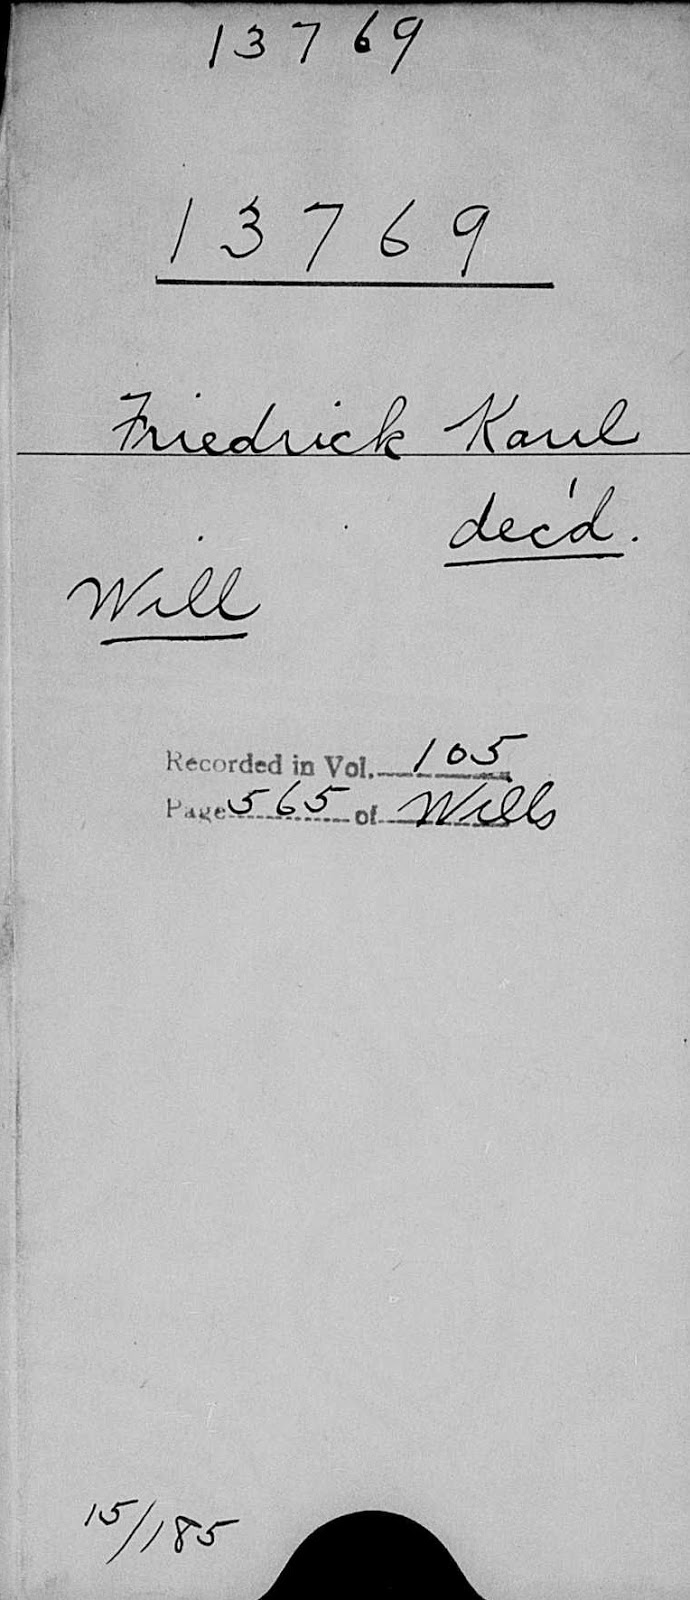 13769
13769
Friedrick Karl
dec'd.
Will
Recorded in Vol. 105
Page 565 of Wills
15/185